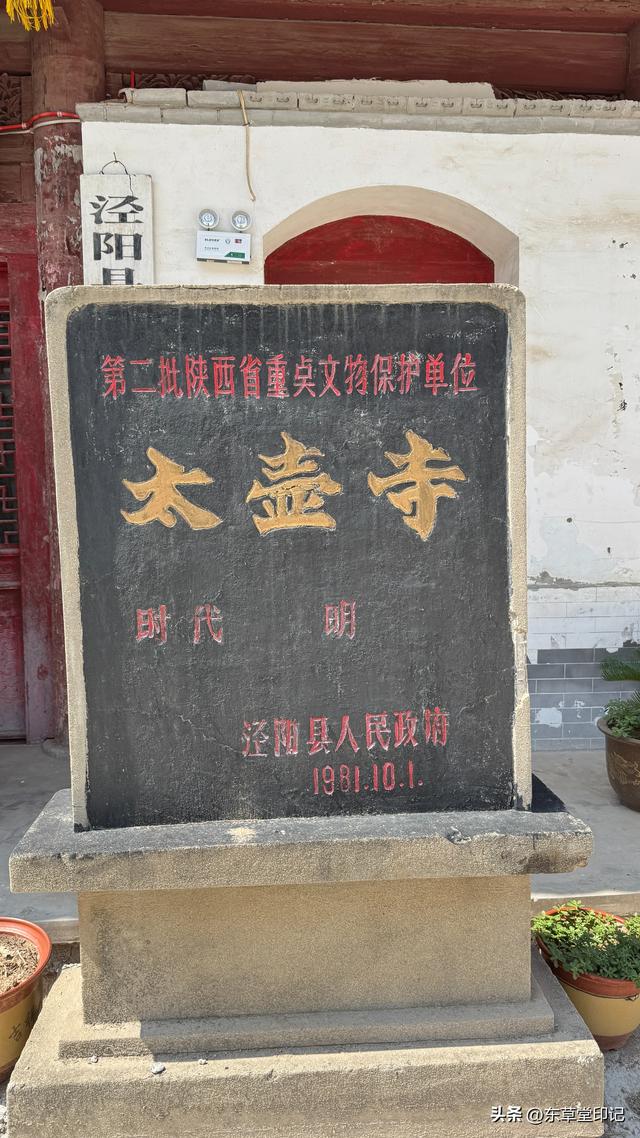 泾阳县
第二批陕西省重点文物保护单位
太壶寺
时代 明
泾阳县人民政府
1981.10.1.
头条 @东草堂印记